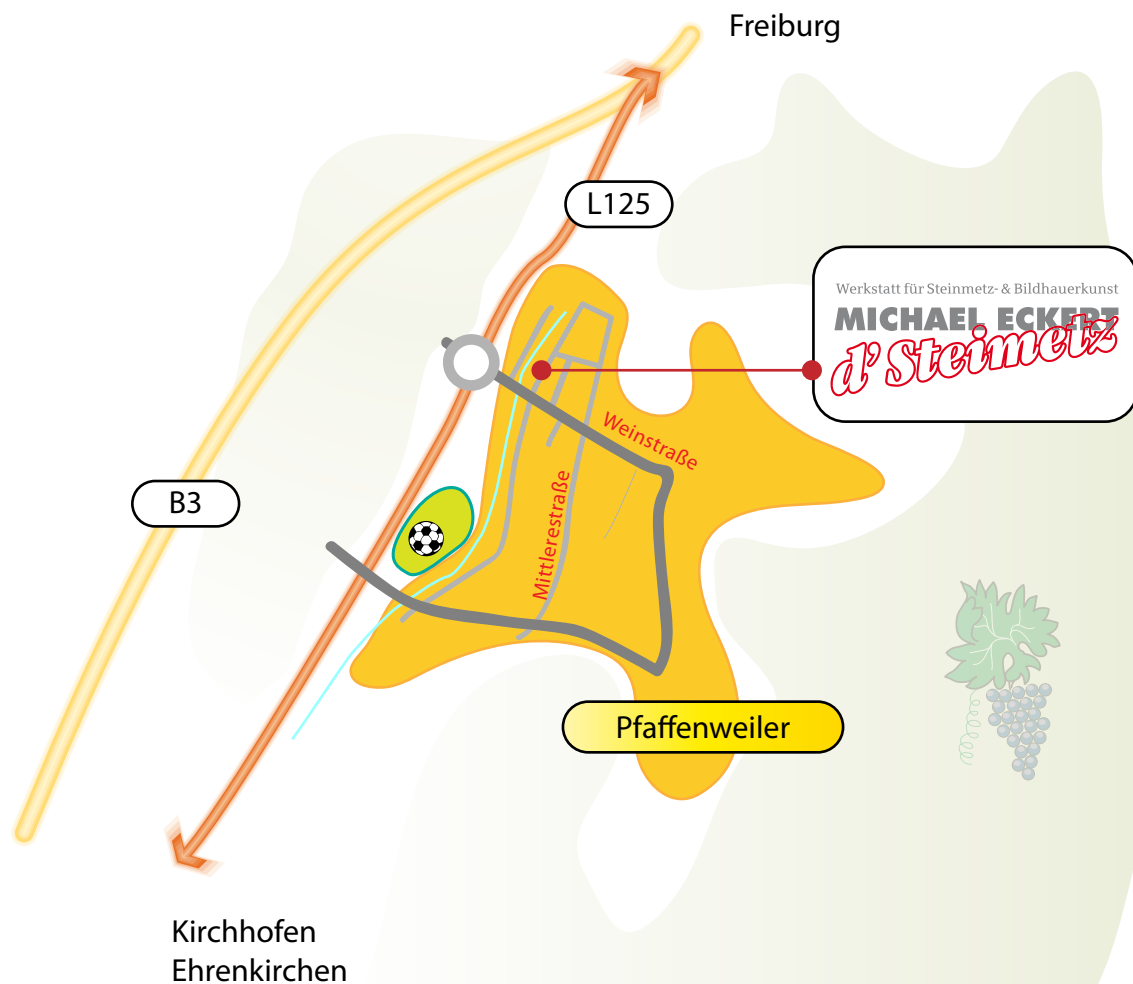 Freiburg
L125
Werkstatt für Steinmetz- & Bildhauerkunst
MICHAEL ECKERT
d' Steimetz
Weinstraße
Mittlerestraße
B3
Pfaffenweiler
Kirchhofen
Ehrenkirchen